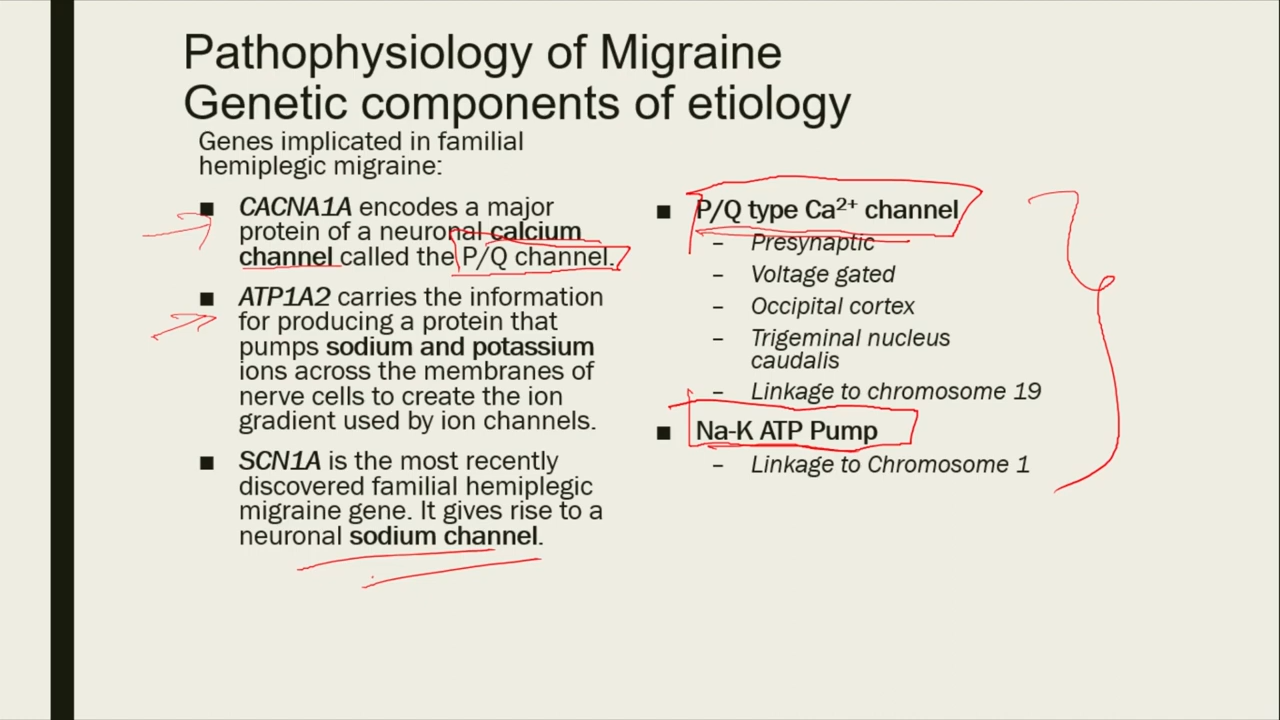 Pathophysiology of Migraine
Genetic components of etiology
Genes implicated in familial
hemiplegic migraine:
■ CACNA1A encodes a major
protein of a neuronal calcium
channel called the P/Q channel.
■ ATP1A2 carries the information
for producing a protein that
pumps sodium and potassium
ions across the membranes of
nerve cells to create the ion
gradient used by ion channels.
■ SCN1A is the most recently
discovered familial hemiplegic
migraine gene. It gives rise to a
neuronal sodium channel.
■ P/Q type Ca²⁺ channel
– Presynaptic
– Voltage gated
– Occipital cortex
– Trigeminal nucleus
caudalis
– Linkage to chromosome 19
■ Na-K ATP Pump
– Linkage to Chromosome 1